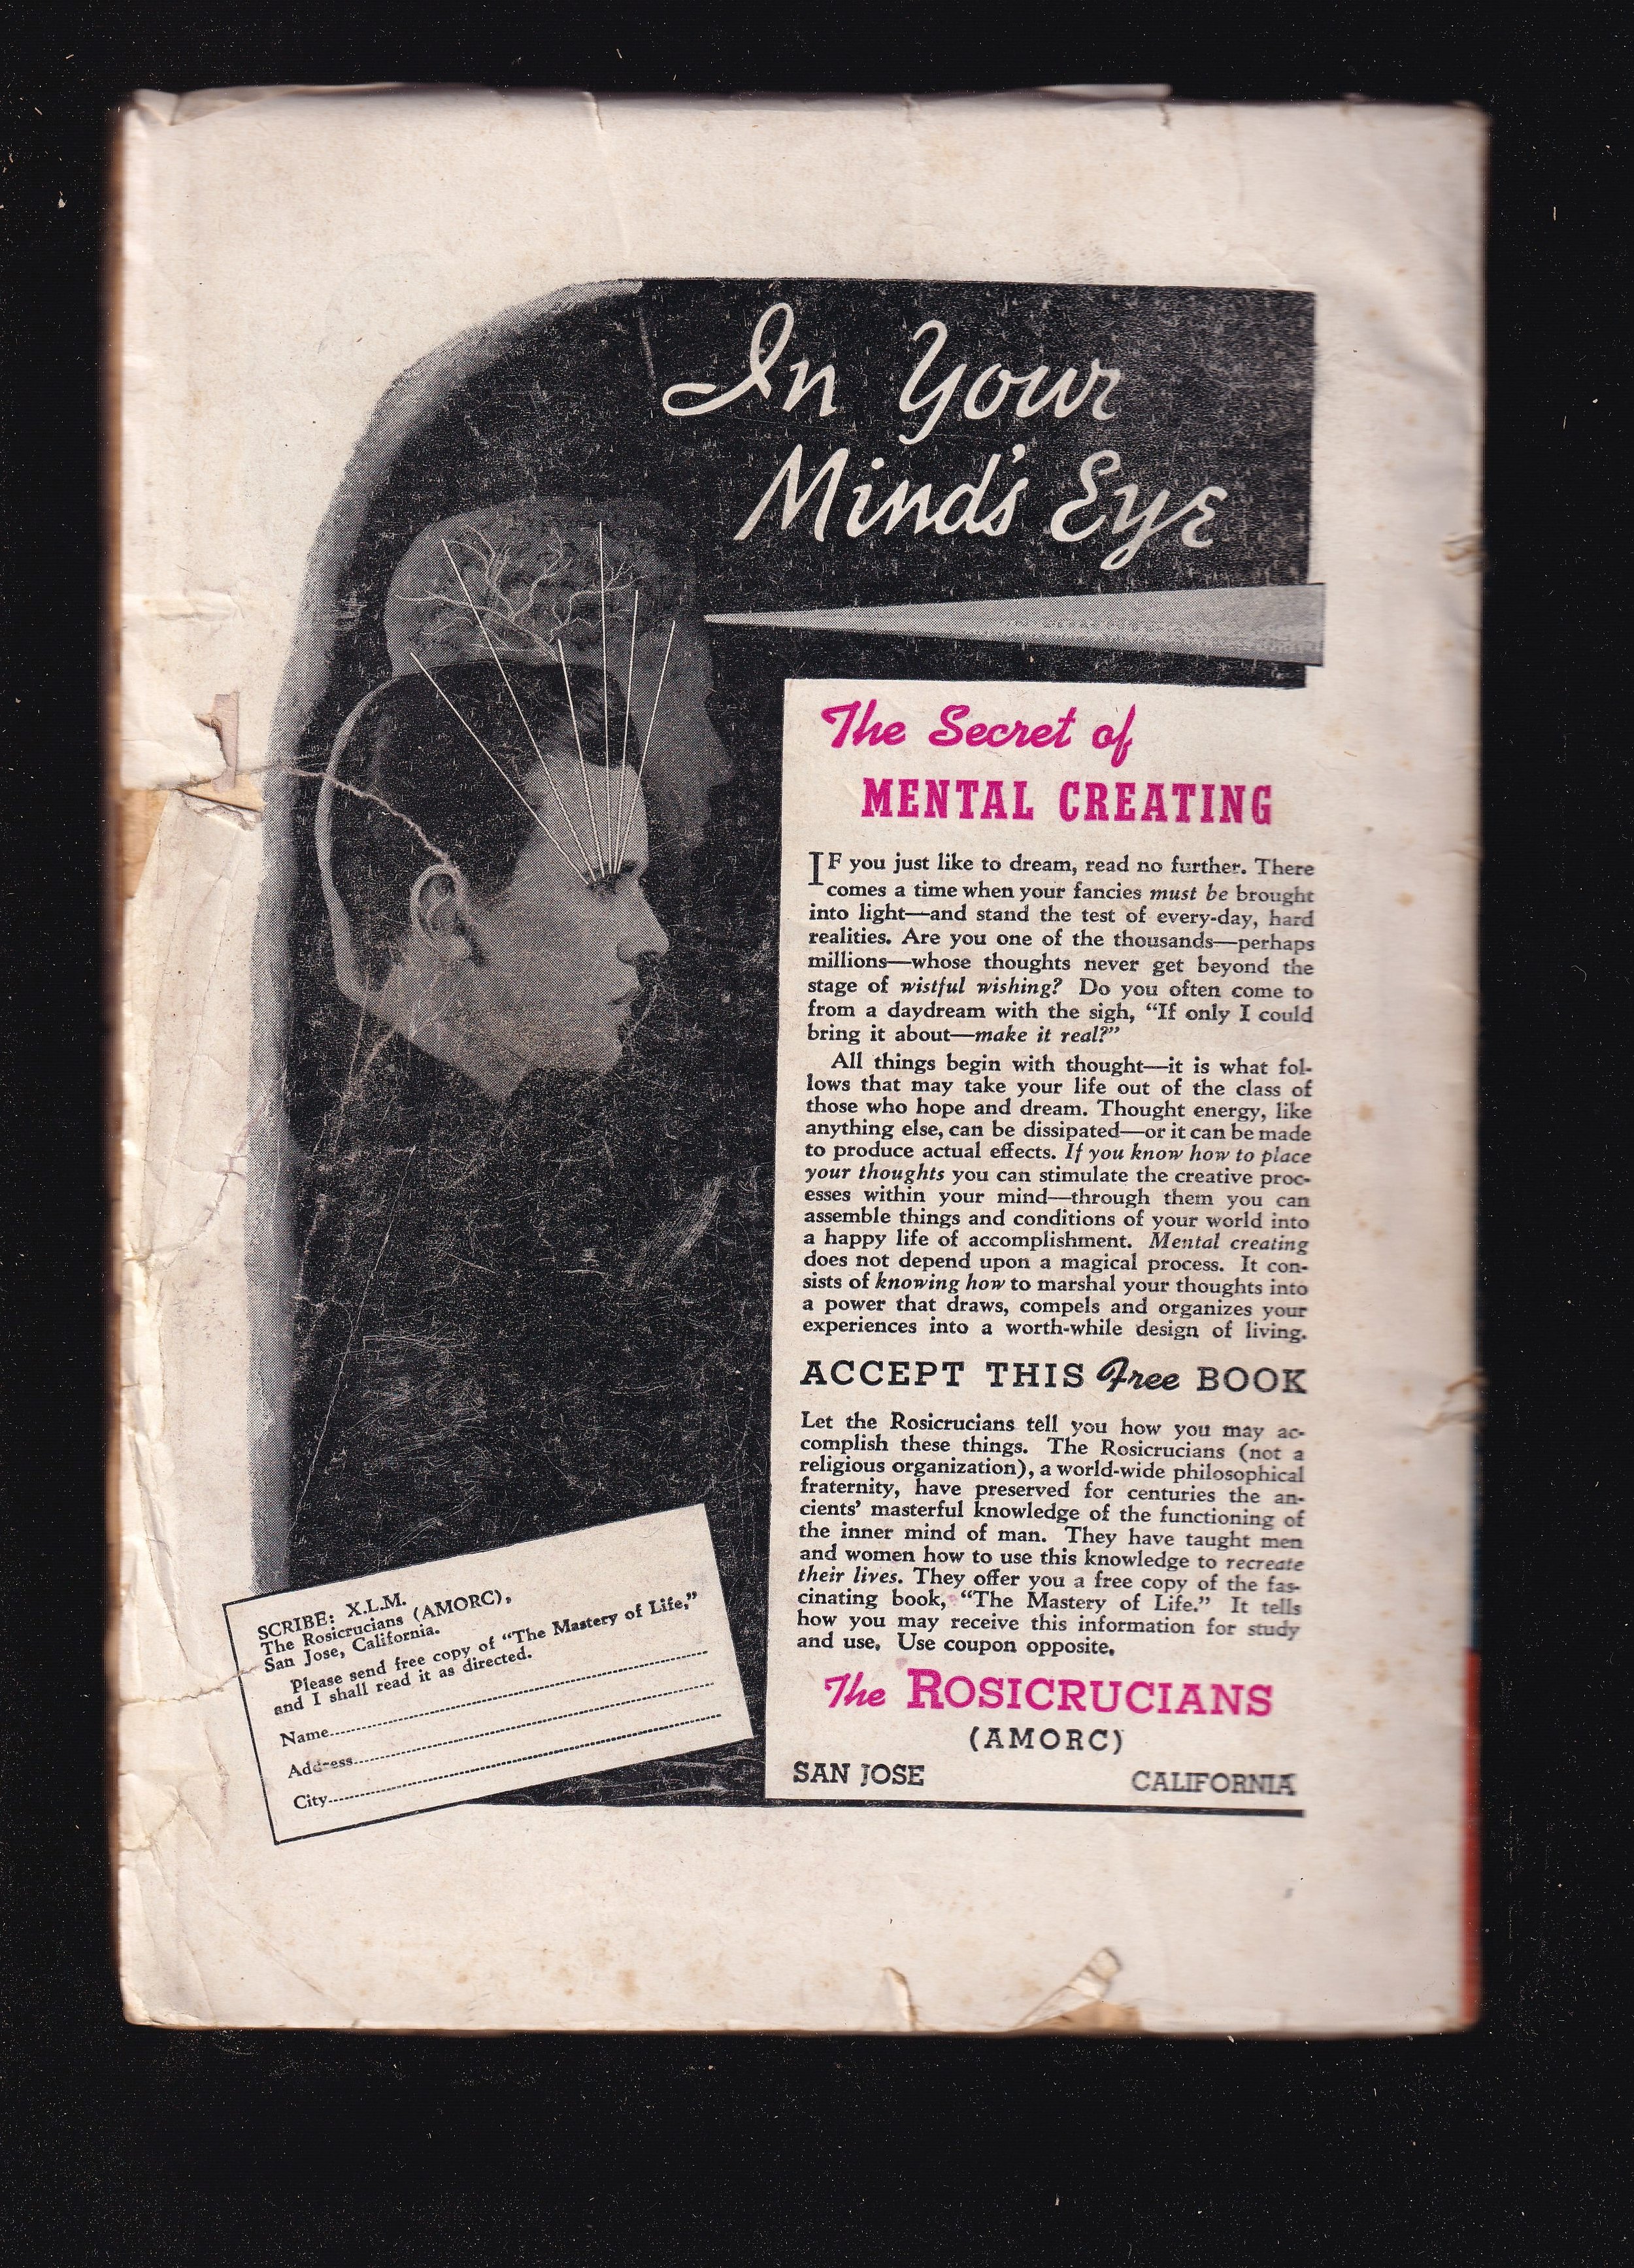 In Your
Mind's Eye
The Secret of
MENTAL CREATING
IF you just like to dream, read no further. There
comes a time when your fancies must be brought
into light—and stand the test of every-day, hard
realities. Are you one of the thousands—perhaps
millions—whose thoughts never get beyond the
stage of wistful wishing? Do you often come to
from a daydream with the sigh, “If only I could
bring it about—make it real?”
All things begin with thought—it is what fol-
lows that may take your life out of the class of
those who hope and dream. Thought energy, like
anything else, can be dissipated—or it can be made
to produce actual effects. If you know how to place
your thoughts you can stimulate the creative proc-
esses within your mind—through them you can
assemble things and conditions of your world into
a happy life of accomplishment. Mental creating
does not depend upon a magical process. It con-
sists of knowing how to marshal your thoughts into
a power that draws, compels and organizes your
experiences into a worth-while design of living.
ACCEPT THIS Free BOOK
Let the Rosicrucians tell you how you may ac-
complish these things. The Rosicrucians (not a
religious organization), a world-wide philosophical
fraternity, have preserved for centuries the an-
cients’ masterful knowledge of the functioning of
the inner mind of man. They have taught men
and women how to use this knowledge to recreate
their lives. They offer you a free copy of the fas-
cinating book, “The Mastery of Life.” It tells
how you may receive this information for study
and use. Use coupon opposite.
The ROSICRUCIANS
(AMORC)
SAN JOSE CALIFORNIA
SCRIBE: X.L.M.
The Rosicrucians (AMORC),
San Jose, California.
Please send free copy of “The Mastery of Life,”
and I shall read it as directed.
Name
Address
City